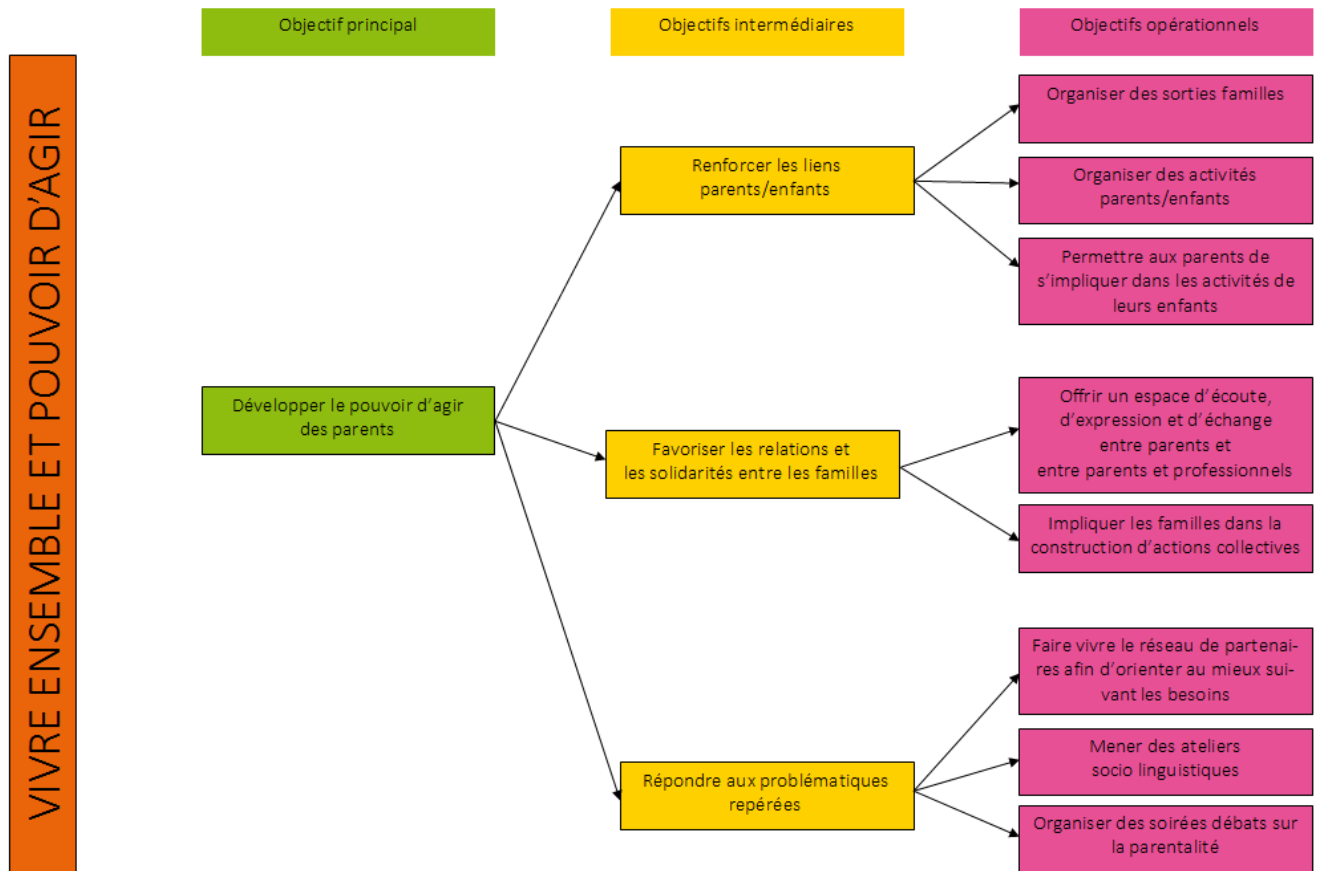 Objectif principal
Objectifs intermédiaires
Objectifs opérationnels
VIVRE ENSEMBLE ET POUVOIR D’AGIR
Développer le pouvoir d’agir
des parents
Renforcer les liens
parents/enfants
Organiser des sorties familles
Organiser des activités
parents/enfants
Permettre aux parents de
s’impliquer dans les activités de
leurs enfants
Favoriser les relations et
les solidarités entre les familles
Offrir un espace d’écoute,
d’expression et d’échange
entre parents et
entre parents et professionnels
Impliquer les familles dans la
construction d’actions collectives
Répondre aux problématiques
repérées
Faire vivre le réseau de partenai-
res afin d’orienter au mieux sui-
vant les besoins
Mener des ateliers
socio linguistiques
Organiser des soirées débats sur
la parentalité